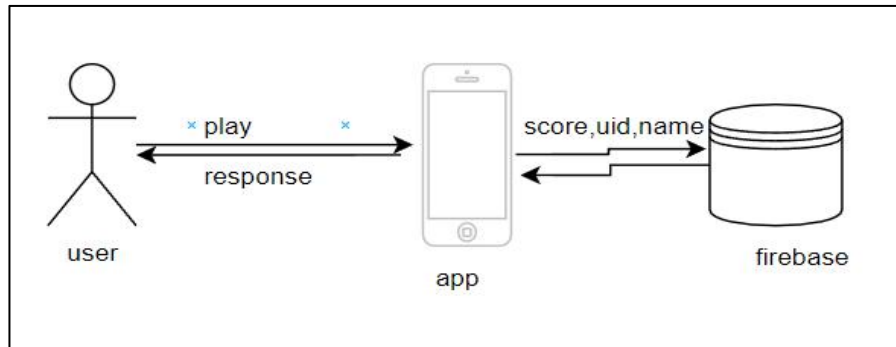 play
response
user
app
score,uid,name
firebase